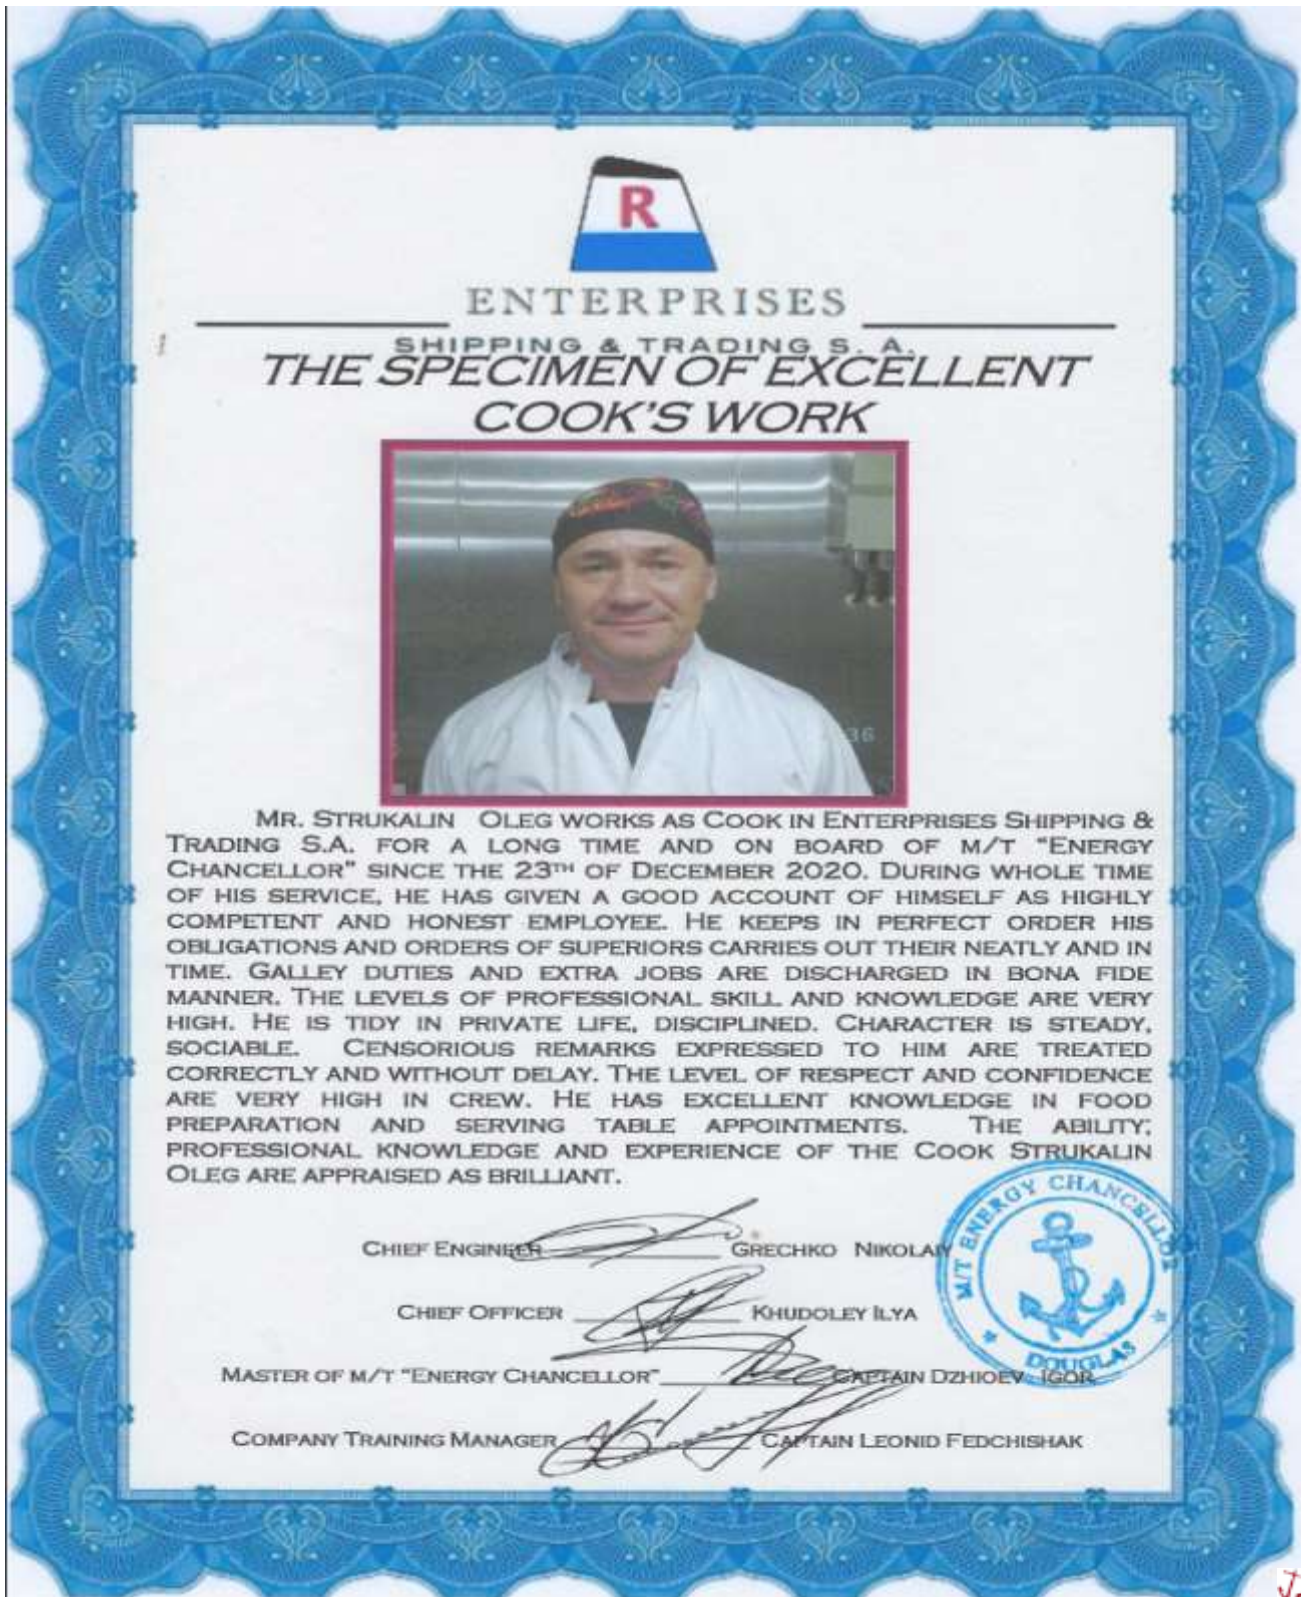 R
ENTERPRISES
SHIPPING & TRADING S. A.
THE SPECIMEN OF EXCELLENT
COOK'S WORK
36
MR. STRUKALIN OLEG WORKS AS COOK IN ENTERPRISES SHIPPING &
TRADING S.A. FOR A LONG TIME AND ON BOARD OF M/T "ENERGY
CHANCELLOR" SINCE THE 23TH OF DECEMBER 2020. DURING WHOLE TIME
OF HIS SERVICE, HE HAS GIVEN A GOOD ACCOUNT OF HIMSELF AS HIGHLY
COMPETENT AND HONEST EMPLOYEE. HE KEEPS IN PERFECT ORDER HIS
OBLIGATIONS AND ORDERS OF SUPERIORS CARRIES OUT THEIR NEATLY AND IN
TIME. GALLEY DUTIES AND EXTRA JOBS ARE DISCHARGED IN BONA FIDE
MANNER. THE LEVELS OF PROFESSIONAL SKILL AND KNOWLEDGE ARE VERY
HIGH. HE IS TIDY IN PRIVATE LIFE, DISCIPLINED. CHARACTER IS STEADY,
SOCIABLE. CENSORIOUS REMARKS EXPRESSED TO HIM ARE TREATED
CORRECTLY AND WITHOUT DELAY. THE LEVEL OF RESPECT AND CONFIDENCE
ARE VERY HIGH IN CREW. HE HAS EXCELLENT KNOWLEDGE IN FOOD
PREPARATION AND SERVING TABLE APPOINTMENTS. THE ABILITY,
PROFESSIONAL KNOWLEDGE AND EXPERIENCE OF THE COOK STRUKALIN
OLEG ARE APPRAISED AS BRILLIANT.
M/T ENERGY CHANCELLOR
DOUGLAS
CHIEF ENGINEER GRECHKO NIKOLAIY
CHIEF OFFICER KHUDOLEY ILYA
MASTER OF M/T "ENERGY CHANCELLOR" CAPTAIN DZHIOEV IGOR
COMPANY TRAINING MANAGER CAPTAIN LEONID FEDCHISHAK